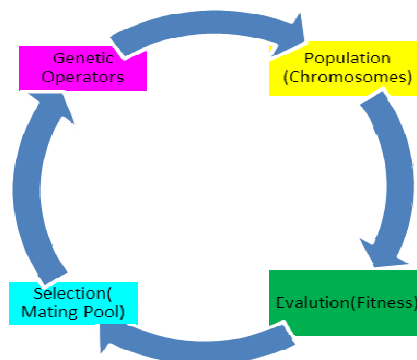 Genetic
Operators
Population
(Chromosomes)
Selection(
Mating Pool)
Evalution(Fitness)